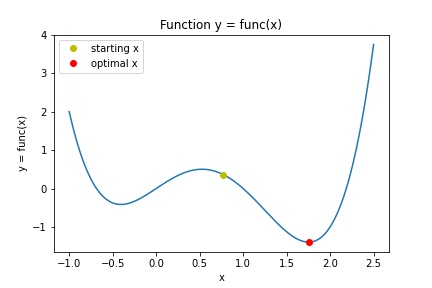 Function y = func(x)
starting x
optimal x
y = func(x)
4
3
2
1
0
−1
−1.0 −0.5 0.0 0.5 1.0 1.5 2.0 2.5
x